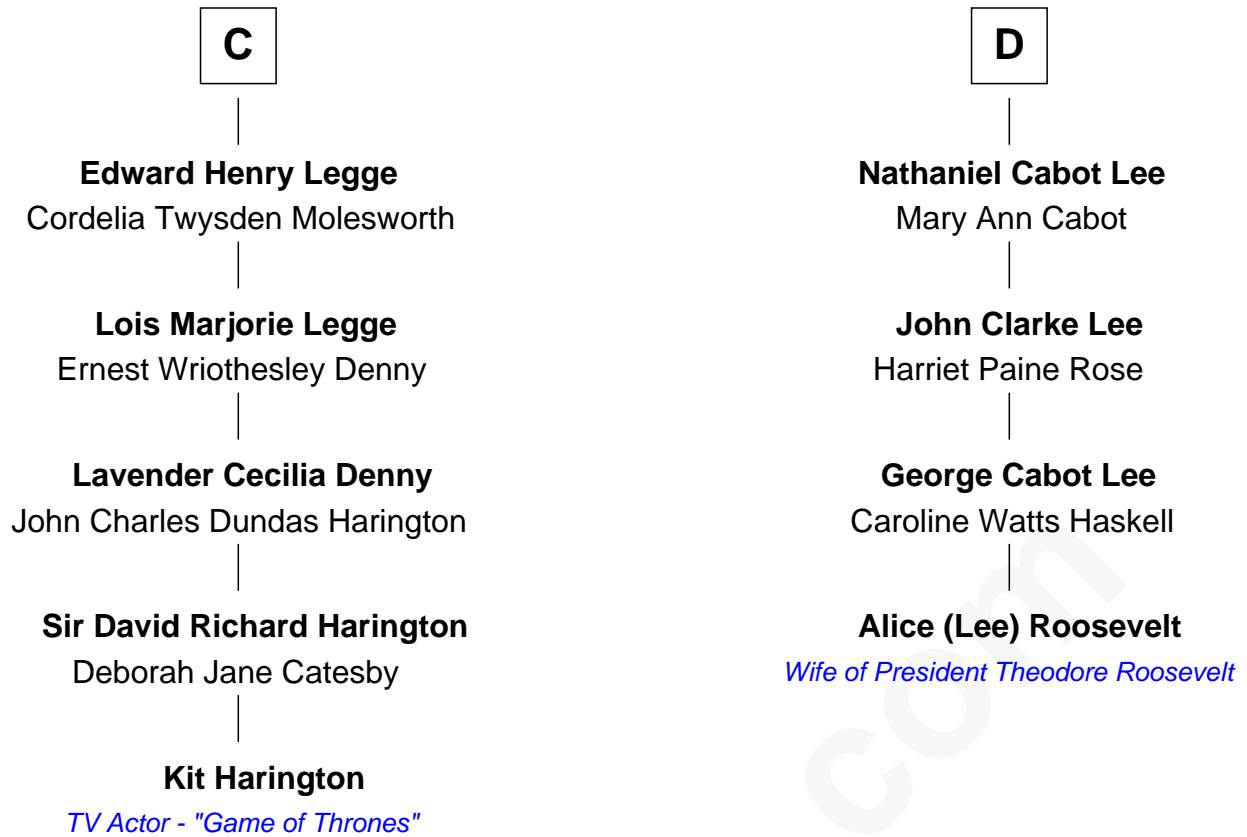 C
Edward Henry Legge
Cordelia Twysden Molesworth
Lois Marjorie Legge
Ernest Wriothesley Denny
Lavender Cecilia Denny
John Charles Dundas Harington
Sir David Richard Harington
Deborah Jane Catesby
Kit Harington
TV Actor - "Game of Thrones"
D
Nathaniel Cabot Lee
Mary Ann Cabot
John Clarke Lee
Harriet Paine Rose
George Cabot Lee
Caroline Watts Haskell
Alice (Lee) Roosevelt
Wife of President Theodore Roosevelt
com